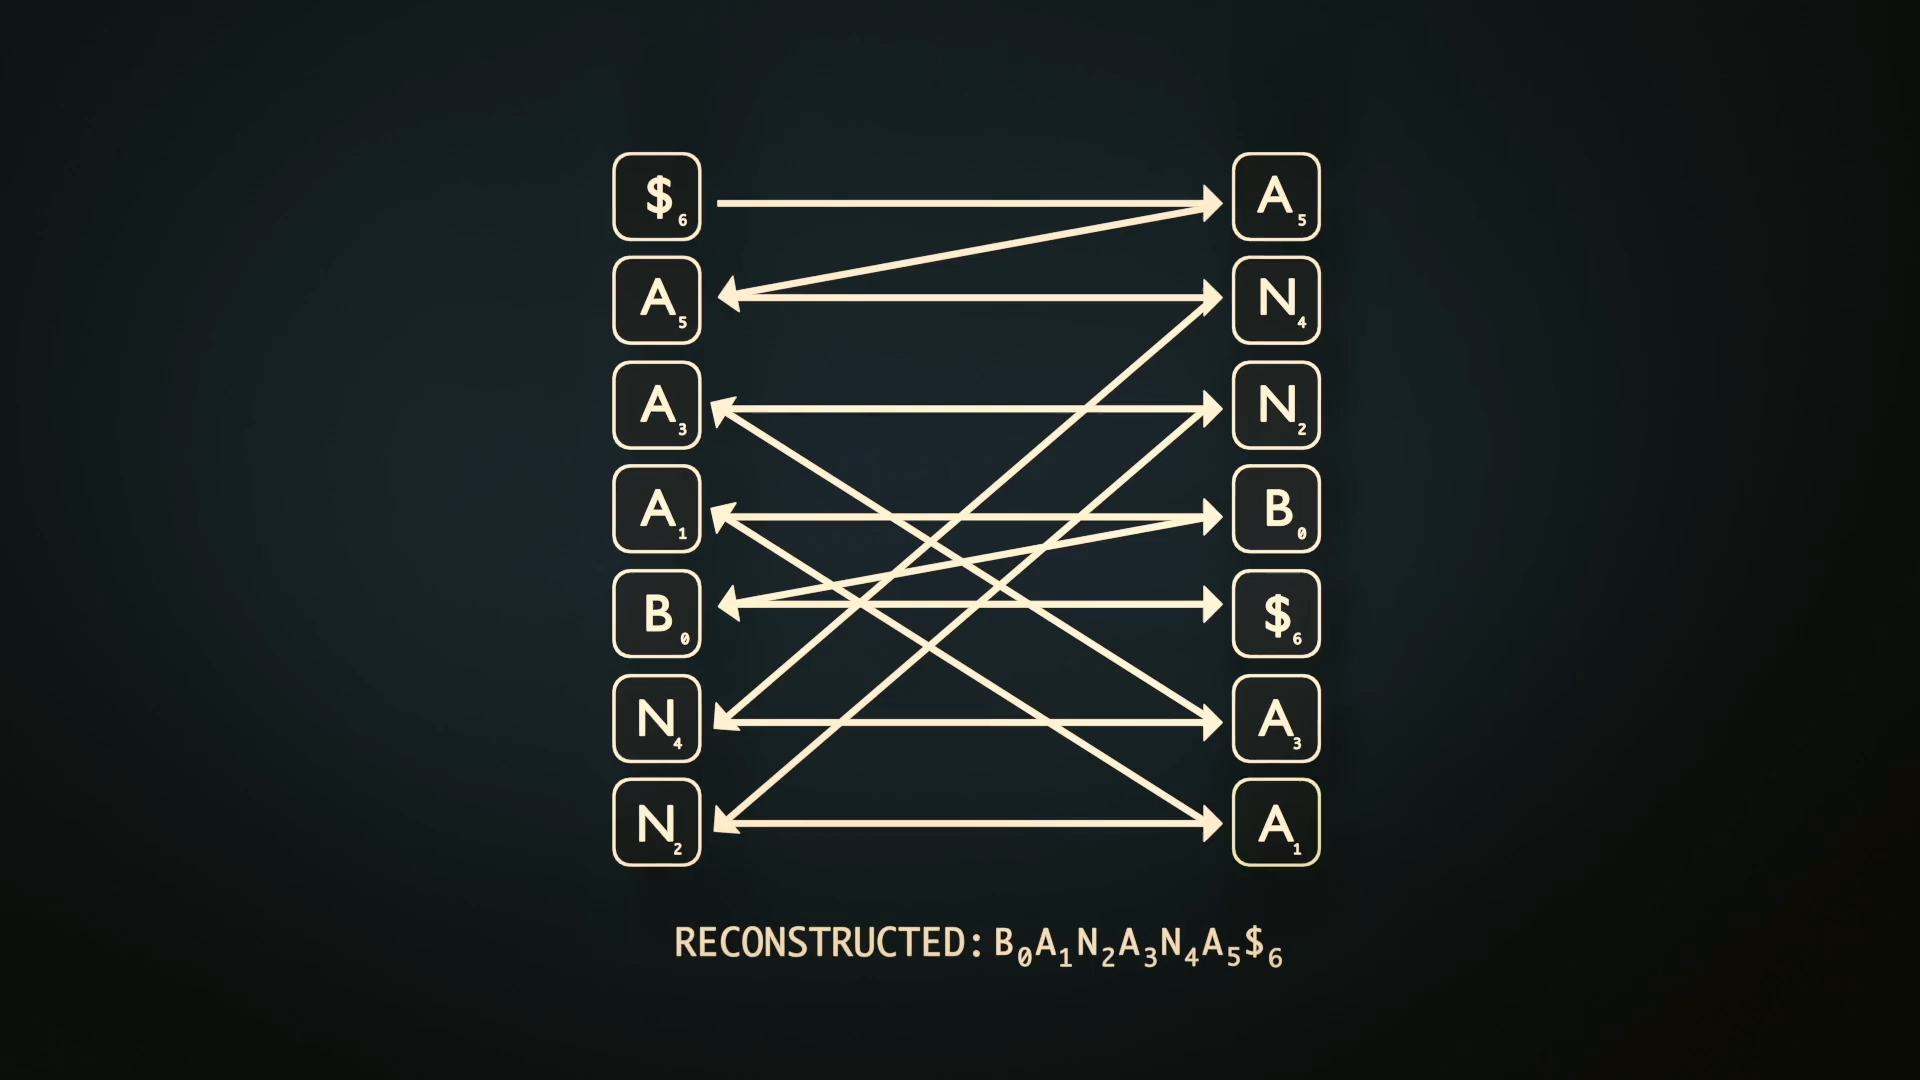 $₆ A₅
A₅ N₄
A₃ N₂
A₁ B₀
B₀ $₆
N₄ A₃
N₂ A₁
RECONSTRUCTED: B₀A₁N₂A₃N₄A₅$₆